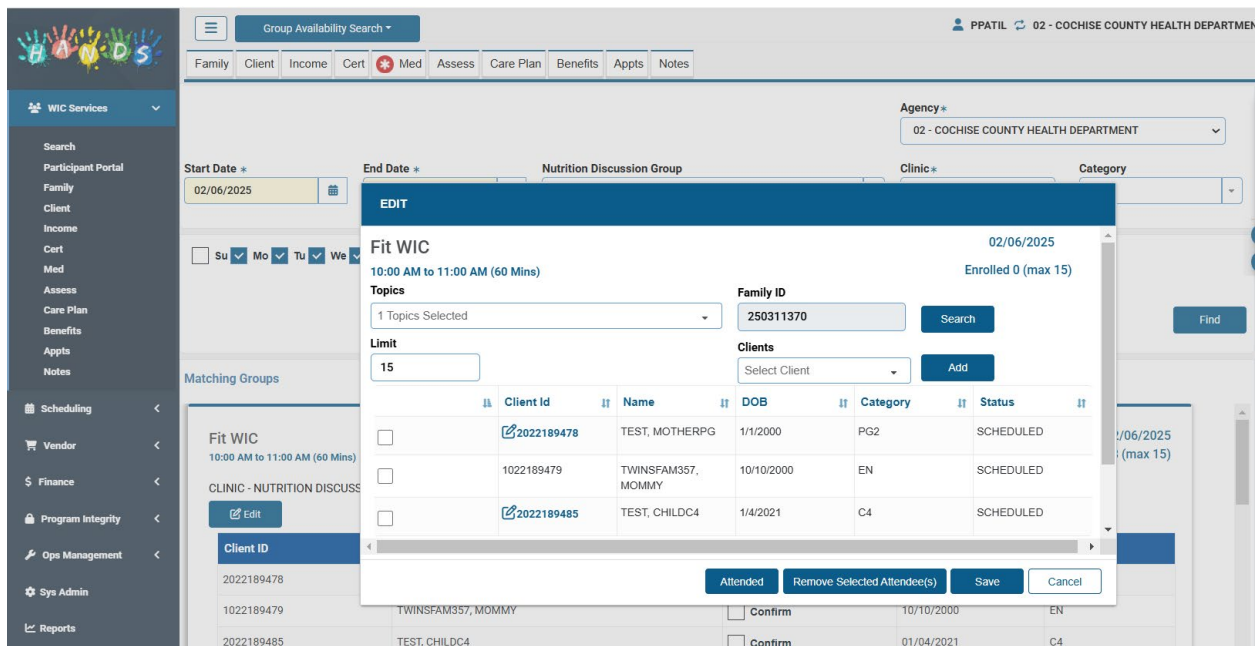 HANDS
Group Availability Search
PPATIL 02 - COCHISE COUNTY HEALTH DEPARTMEN
Family Client Income Cert Med Assess Care Plan Benefits Appts Notes
WIC Services
Search
Participant Portal
Family
Client
Income
Cert
Med
Assess
Care Plan
Benefits
Appts
Notes
Scheduling
Vendor
$ Finance
Program Integrity
Ops Management
Sys Admin
Reports
Agency*
02 - COCHISE COUNTY HEALTH DEPARTMENT
Start Date * End Date * Nutrition Discussion Group Clinic* Category
02/06/2025
Su Mo Tu We
Find
Matching Groups
Fit WIC
10:00 AM to 11:00 AM (60 Mins)
/06/2025
(max 15)
CLINIC - NUTRITION DISCUSS
Edit
Client ID
2022189478
1022189479 TWINSFAM357, MOMMY Confirm 10/10/2000 EN
2022189485 TEST, CHILDC4 Confirm 01/04/2021 C4
EDIT
Fit WIC 02/06/2025
10:00 AM to 11:00 AM (60 Mins) Enrolled 0 (max 15)
Topics Family ID
1 Topics Selected 250311370 Search
Limit Clients
15 Select Client Add
Client Id Name DOB Category Status
2022189478 TEST, MOTHERPG 1/1/2000 PG2 SCHEDULED
1022189479 TWINSFAM357, 10/10/2000 EN SCHEDULED
MOMMY
2022189485 TEST, CHILDC4 1/4/2021 C4 SCHEDULED
Attended Remove Selected Attendee(s) Save Cancel